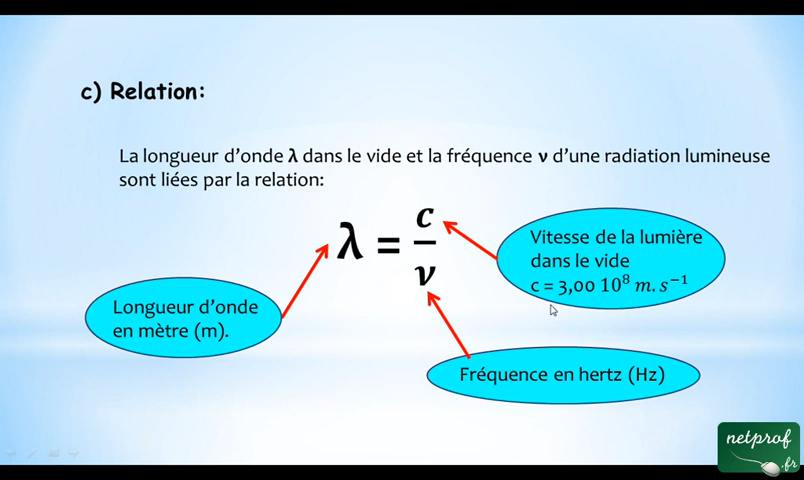 c) Relation:
La longueur d'onde λ dans le vide et la fréquence ν d'une radiation lumineuse
sont liées par la relation:
λ = c/ν
Vitesse de la lumière
dans le vide
c = 3,00 10⁸ m.s⁻¹
Longueur d'onde
en mètre (m).
Fréquence en hertz (Hz)
netprof
.fr